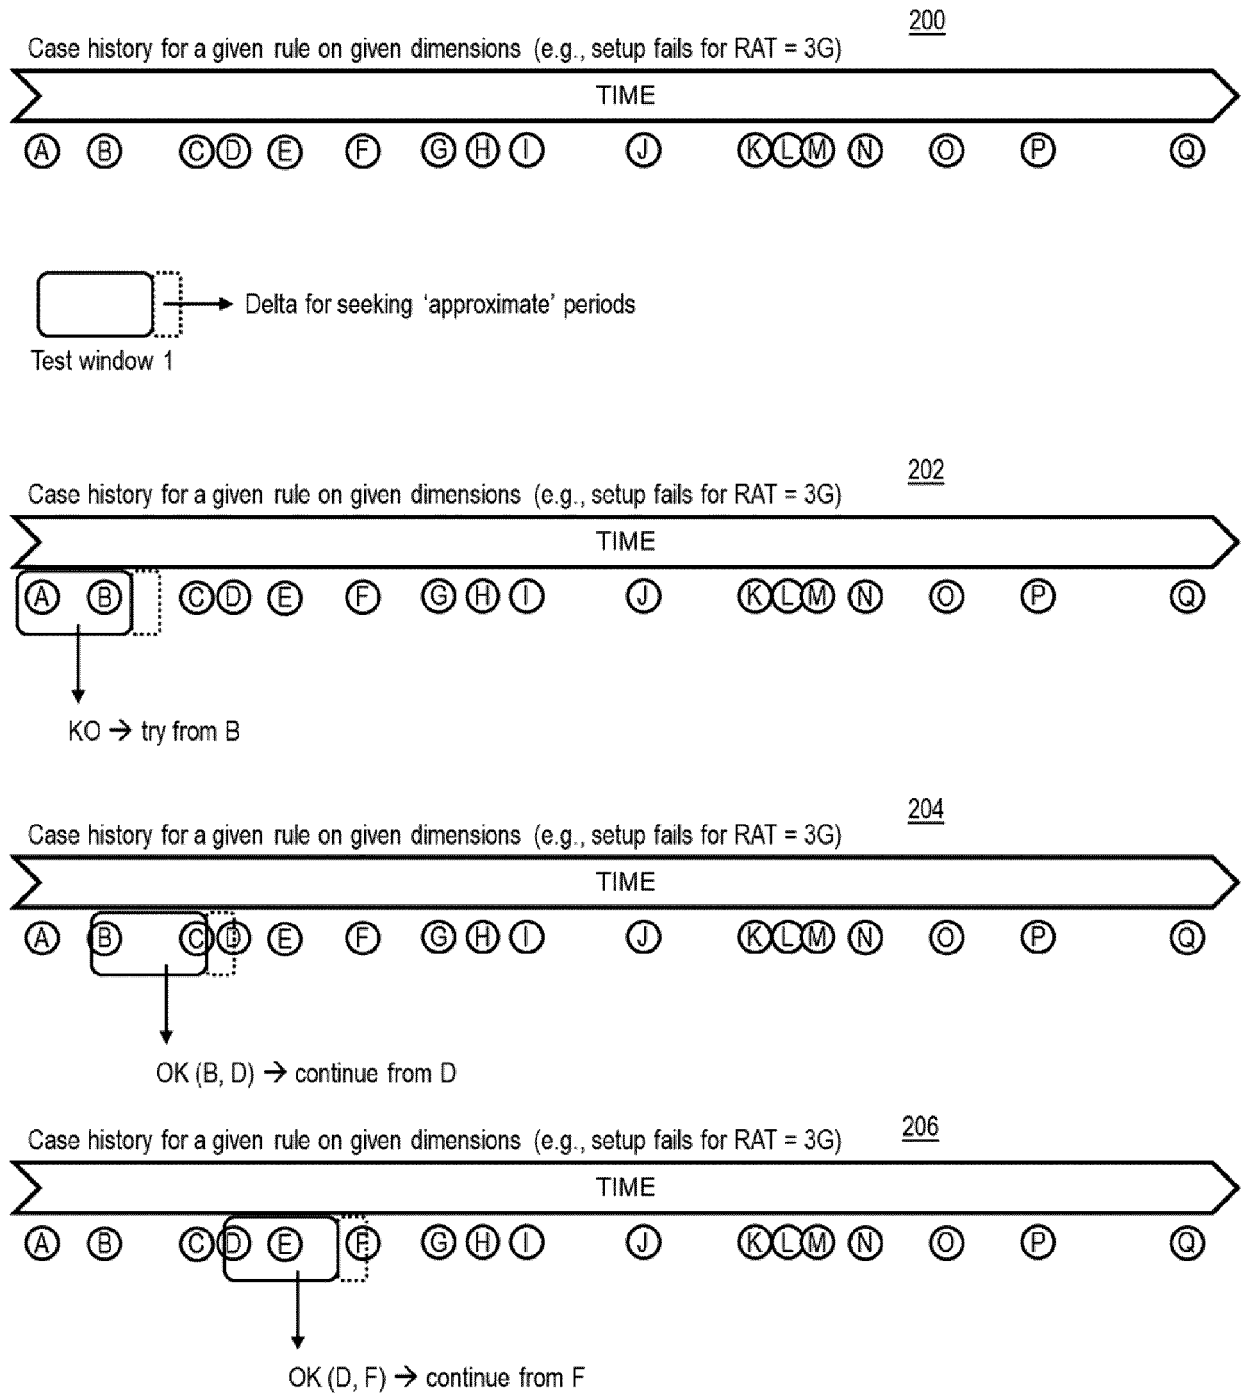 200
Case history for a given rule on given dimensions (e.g., setup fails for RAT = 3G)
TIME
A B C D E F G H I J K L M N O P Q
Delta for seeking ‘approximate’ periods
Test window 1
202
Case history for a given rule on given dimensions (e.g., setup fails for RAT = 3G)
TIME
A B C D E F G H I J K L M N O P Q
KO → try from B
204
Case history for a given rule on given dimensions (e.g., setup fails for RAT = 3G)
TIME
A B C D E F G H I J K L M N O P Q
OK (B, D) → continue from D
206
Case history for a given rule on given dimensions (e.g., setup fails for RAT = 3G)
TIME
A B C D E F G H I J K L M N O P Q
OK (D, F) → continue from F